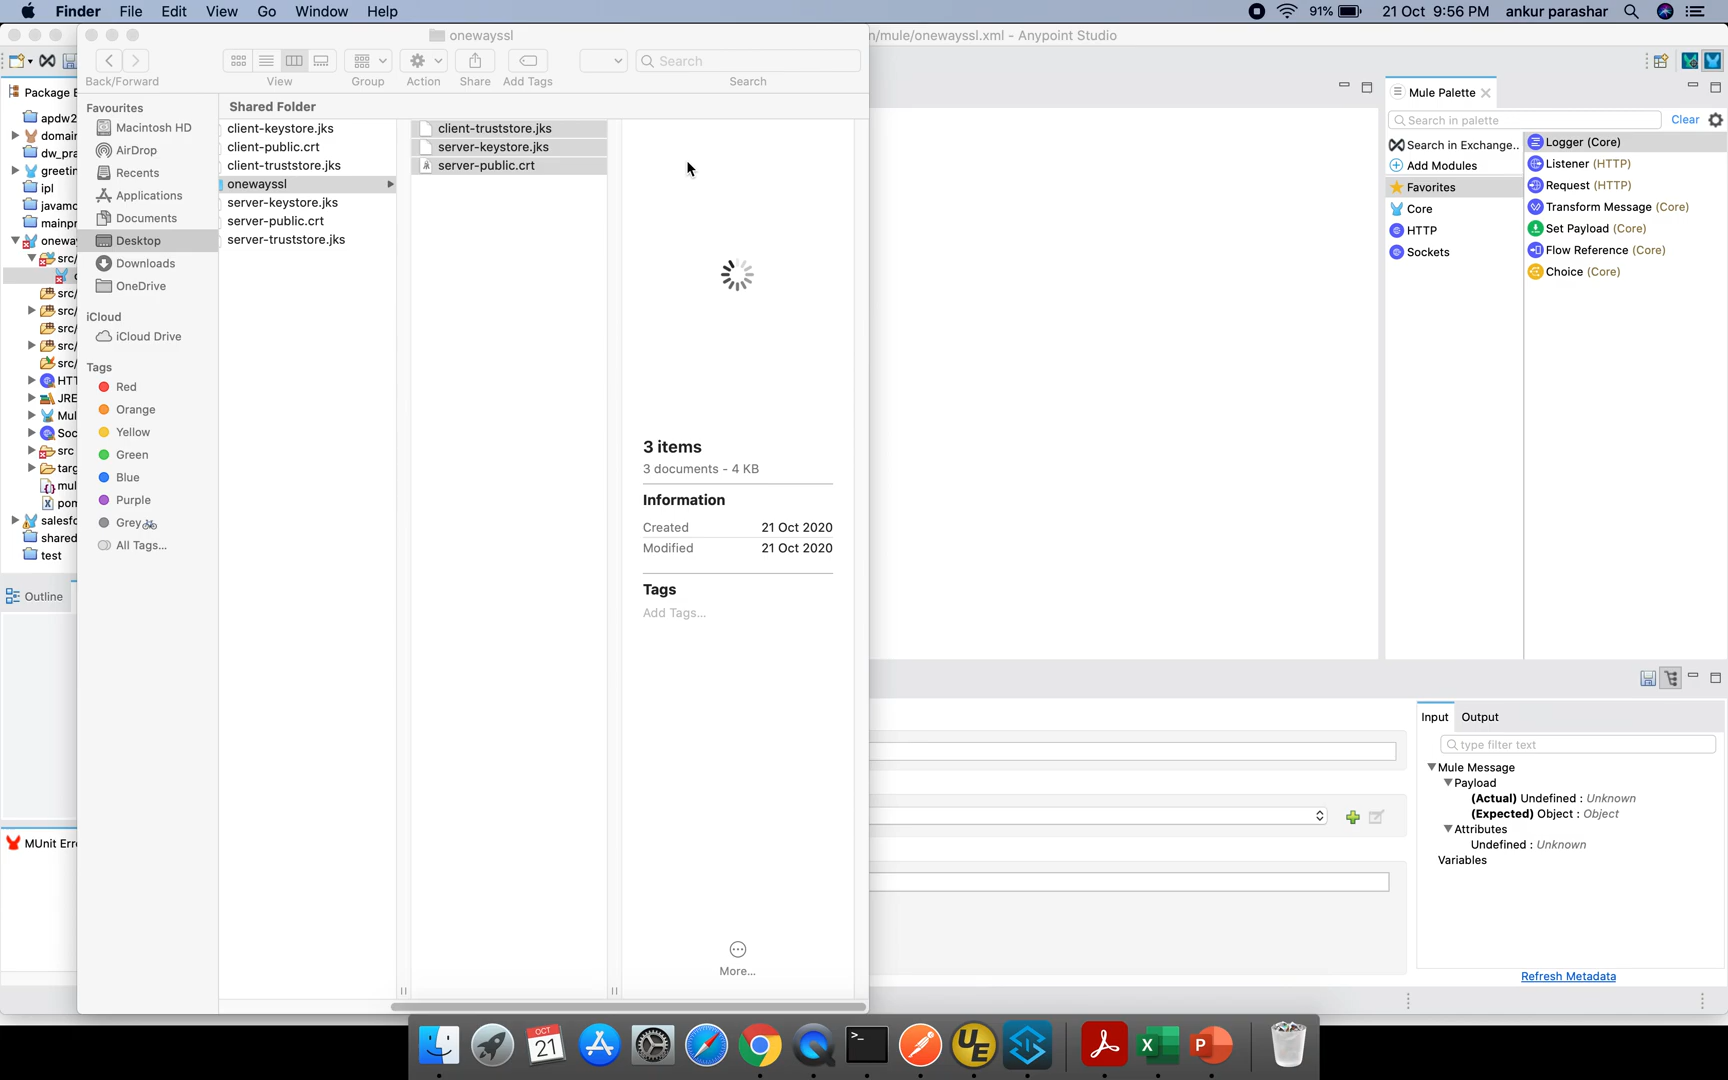 Finder File Edit View Go Window Help 91% 21 Oct 9:56 PM ankur parashar
onewayssl
n/mule/onewayssl.xml - Anypoint Studio
Search
Back/Forward View Group Action Share Add Tags Search
Package E
apdw2
domai
dw_pra
greetin
ipl
javamo
mainpr
oneway
src/
src/
src/
src/
src/
src/
HTT
JRE
Mul
Soc
src
targ
mul
pom
salesfo
shared
test
Outline
MUnit Erro
Favourites
Macintosh HD
AirDrop
Recents
Applications
Documents
Desktop
Downloads
OneDrive
iCloud
iCloud Drive
Tags
Red
Orange
Yellow
Green
Blue
Purple
Grey
All Tags...
Shared Folder
client-keystore.jks
client-public.crt
client-truststore.jks
onewayssl
server-keystore.jks
server-public.crt
server-truststore.jks
client-truststore.jks
server-keystore.jks
server-public.crt
3 items
3 documents - 4 KB
Information
Created 21 Oct 2020
Modified 21 Oct 2020
Tags
Add Tags...
More...
Mule Palette
Search in palette Clear
Search in Exchange..
Add Modules
Favorites
Core
HTTP
Sockets
Logger (Core)
Listener (HTTP)
Request (HTTP)
Transform Message (Core)
Set Payload (Core)
Flow Reference (Core)
Choice (Core)
Input Output
type filter text
Mule Message
Payload
(Actual) Undefined : Unknown
(Expected) Object : Object
Attributes
Undefined : Unknown
Variables
Refresh Metadata
OCT
21
>_
UE
X
P